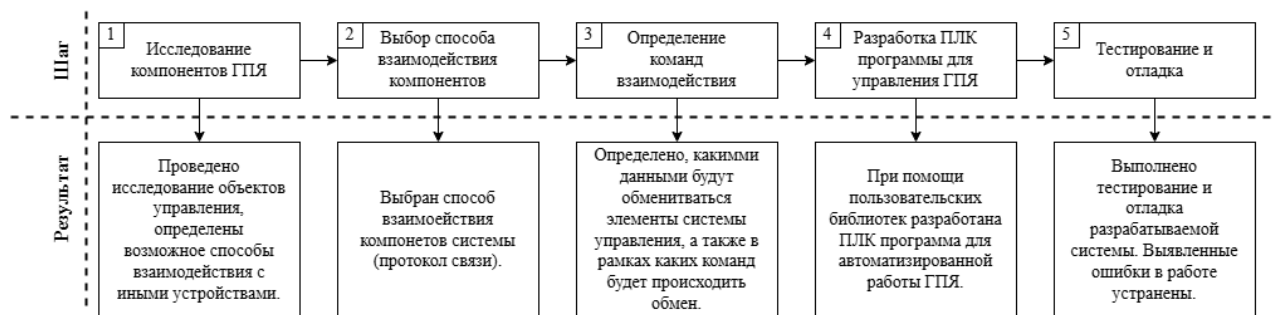 Шаг
1
Исследование
компонентов ГПЯ
2
Выбор способа
взаимодействия
компонентов
3
Определение
команд
взаимодействия
4
Разработка ПЛК
программы для
управления ГПЯ
5
Тестирование и
отладка
Результат
Проведено
исследование объектов
управления,
определены
возможное способы
взаимодействия с
иными устройствами.
Выбран способ
взаимоействия
компонетов системы
(протокол связи).
Определено, какимми
данными будут
обмениттваться
элементы системы
управления, а также в
рамках каких команд
будет происходить
обмен.
При помощи
пользовательских
библиотек разработана
ПЛК программа для
автоматизированной
работы ГПЯ.
Выполнено
тестирование и
отладка
разрабатываемой
системы. Выявленные
ошибки в работе
устранены.